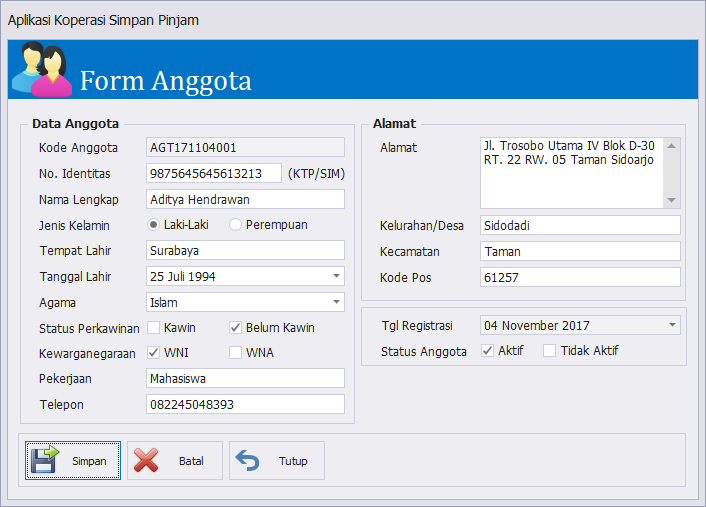 Aplikasi Koperasi Simpan Pinjam
Form Anggota
Data Anggota
Kode Anggota AGT171104001
No. Identitas 9875645645613213 (KTP/SIM)
Nama Lengkap Aditya Hendrawan
Jenis Kelamin Laki-Laki Perempuan
Tempat Lahir Surabaya
Tanggal Lahir 25 Juli 1994
Agama Islam
Status Perkawinan Kawin Belum Kawin
Kewarganegaraan WNI WNA
Pekerjaan Mahasiswa
Telepon 082245048393
Alamat
Alamat Jl. Trosobo Utama IV Blok D-30
RT. 22 RW. 05 Taman Sidoarjo
Kelurahan/Desa Sidodadi
Kecamatan Taman
Kode Pos 61257
Tgl Registrasi 04 November 2017
Status Anggota Aktif Tidak Aktif
Simpan Batal Tutup